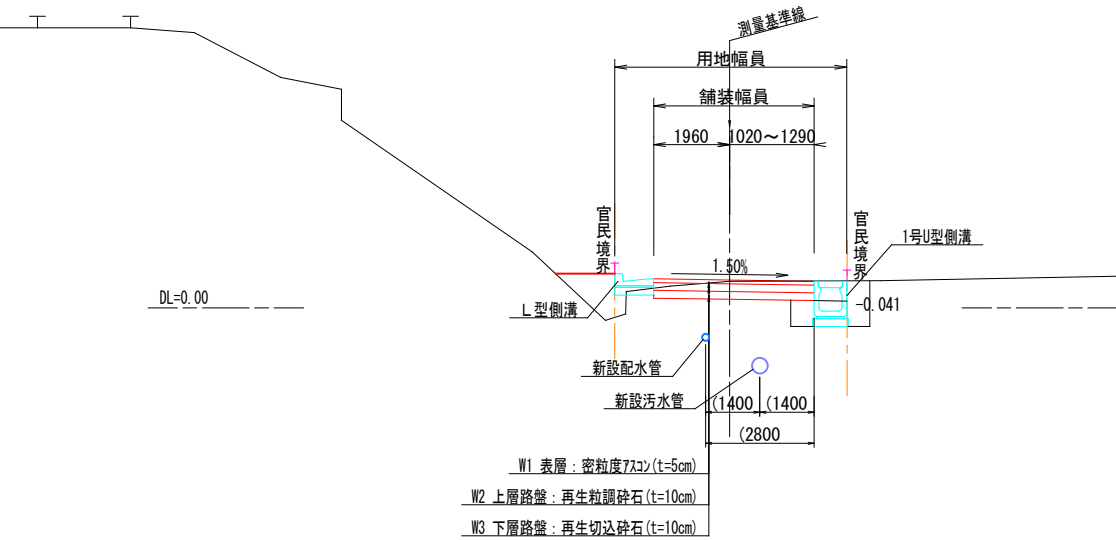 測量基準線
用地幅員
舗装幅員
1960
1020～1290
官民境界
官民境界
1号U型側溝
1.50%
DL=0.00
L型側溝
-0.041
新設配水管
新設汚水管
(1400
(1400
(2800
W1 表層：密粒度アスコン(t=5cm)
W2 上層路盤：再生粒調砕石(t=10cm)
W3 下層路盤：再生切込砕石(t=10cm)